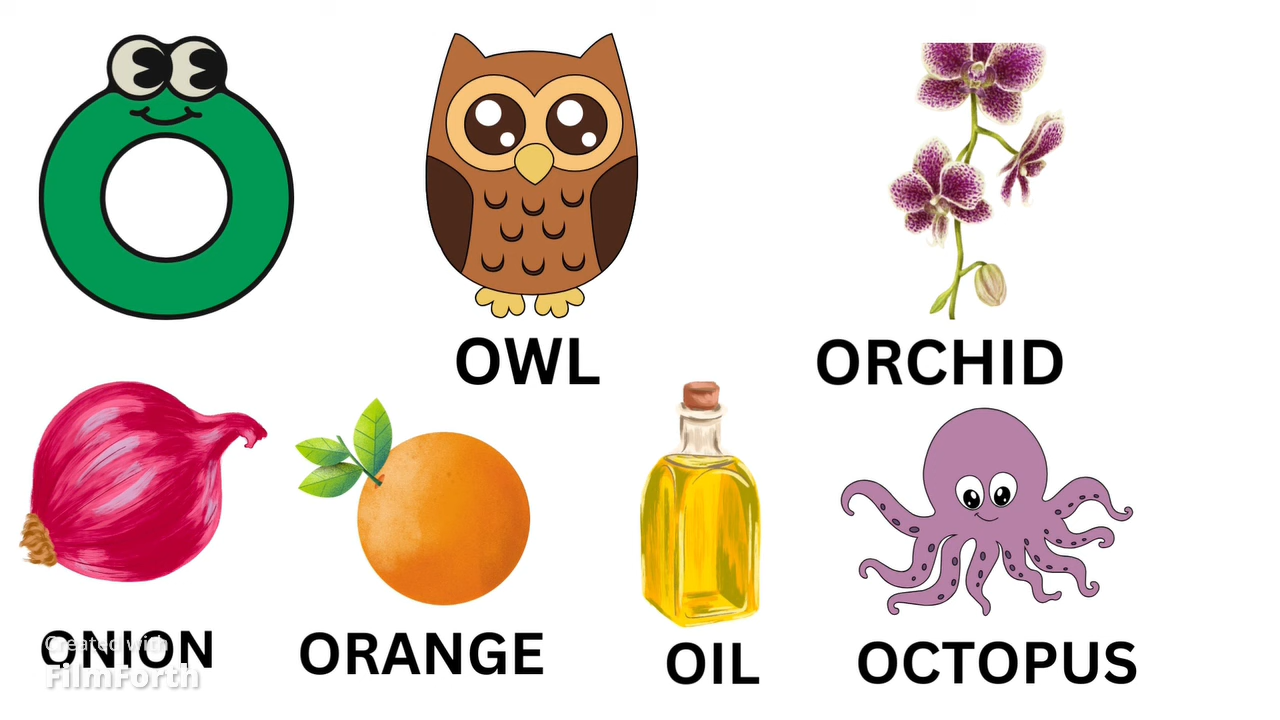 OWL
ORCHID
ONION
ORANGE
OIL
OCTOPUS
Created with
FilmForth